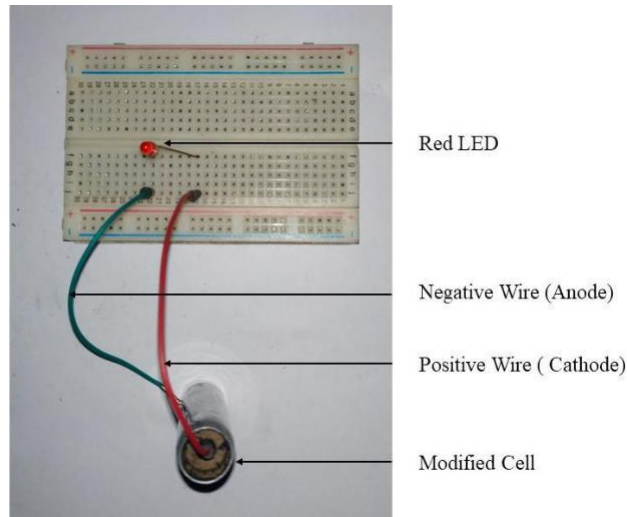 Red LED
Negative Wire (Anode)
Positive Wire ( Cathode)
Modified Cell